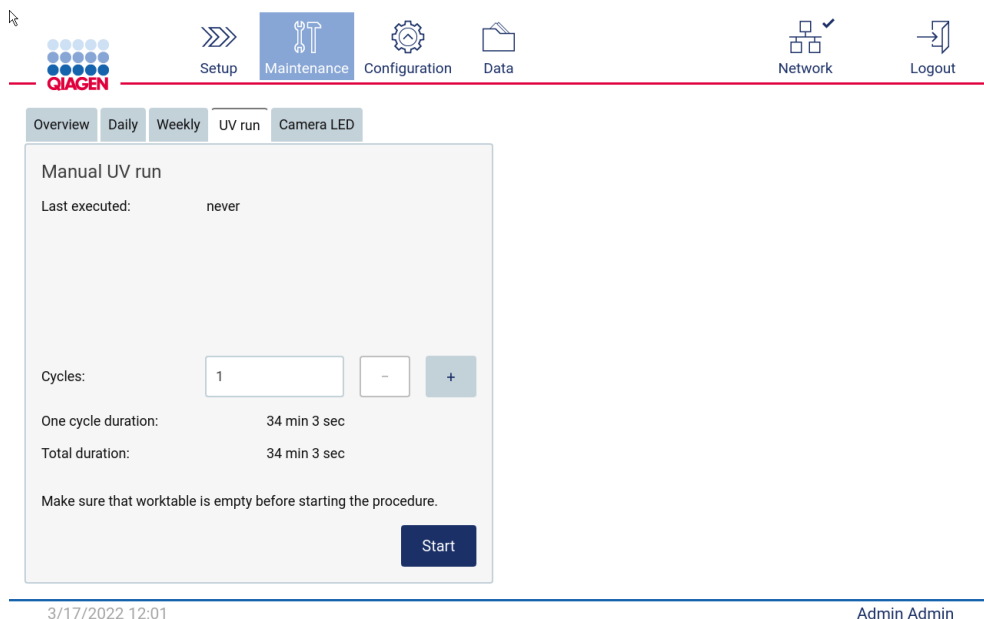 QIAGEN
Setup Maintenance Configuration Data Network Logout
Overview Daily Weekly UV run Camera LED
Manual UV run
Last executed: never
Cycles: 1 - +
One cycle duration: 34 min 3 sec
Total duration: 34 min 3 sec
Make sure that worktable is empty before starting the procedure.
Start
3/17/2022 12:01 Admin Admin